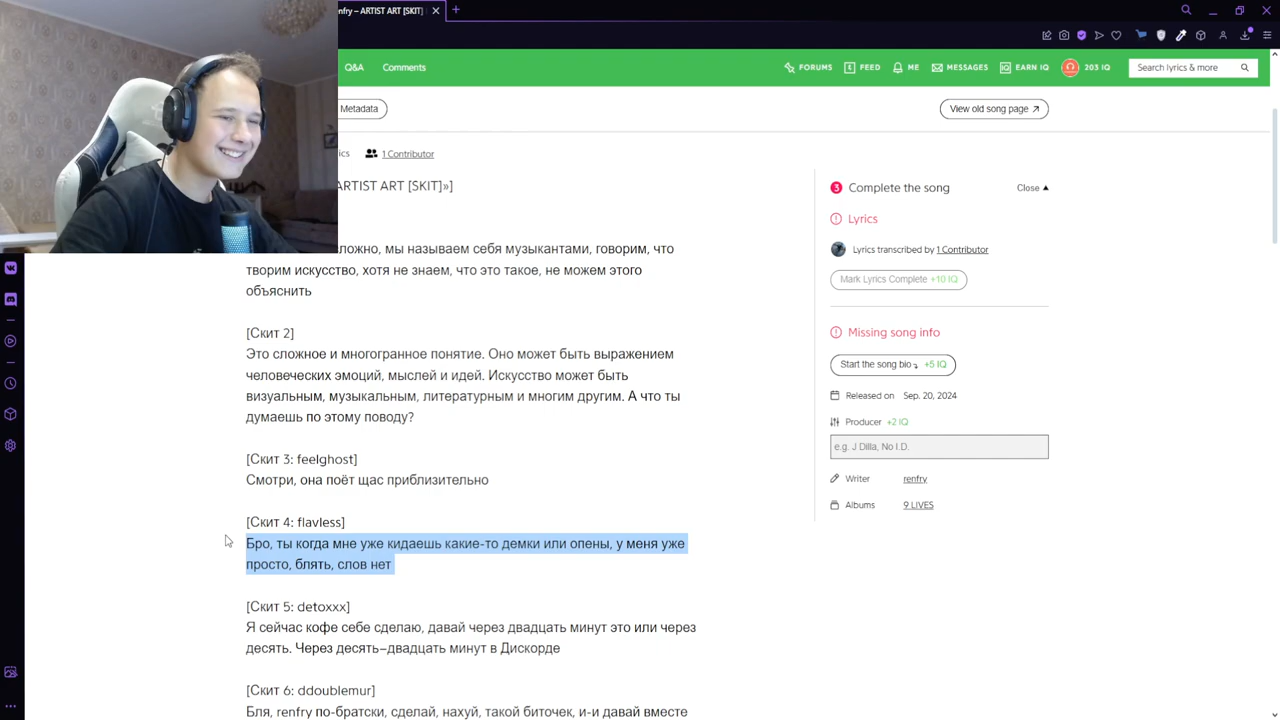 nfry – ARTIST ART [SKIT]
Q&A Comments FORUMS FEED ME MESSAGES EARN IQ 203 IQ Search lyrics & more
Metadata View old song page
ics 1 Contributor
ARTIST ART [SKIT]»]
сложно, мы называем себя музыкантами, говорим, что
творим искусство, хотя не знаем, что это такое, не можем этого
объяснить
[Скит 2]
Это сложное и многогранное понятие. Оно может быть выражением
человеческих эмоций, мыслей и идей. Искусство может быть
визуальным, музыкальным, литературным и многим другим. А что ты
думаешь по этому поводу?
[Скит 3: feelghost]
Смотри, она поёт щас приблизительно
[Скит 4: flavless]
Бро, ты когда мне уже кидаешь какие-то демки или опены, у меня уже
просто, блять, слов нет
[Скит 5: detoxxx]
Я сейчас кофе себе сделаю, давай через двадцать минут это или через
десять. Через десять–двадцать минут в Дискорде
[Скит 6: ddoublemur]
Бля, renfry по-братски, сделай, нахуй, такой биточек, и-и давай вместе
3 Complete the song Close
Lyrics
Lyrics transcribed by 1 Contributor
Mark Lyrics Complete +10 IQ
Missing song info
Start the song bio +5 IQ
Released on Sep. 20, 2024
Producer +2 IQ
e.g. J Dilla, No I.D.
Writer renfry
Albums 9 LIVES